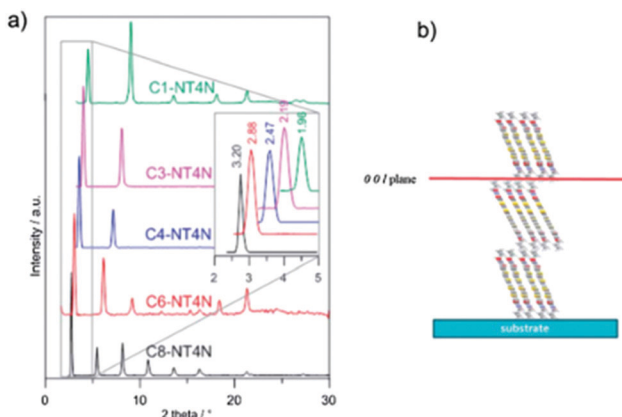 a)
b)
Intensity / a.u.
C1-NT4N
C3-NT4N
C4-NT4N
C6-NT4N
C8-NT4N
3.20
2.88
2.47
2.19
1.96
2 3 4 5
0 10 20 30
2 theta / °
0 0 l plane
substrate